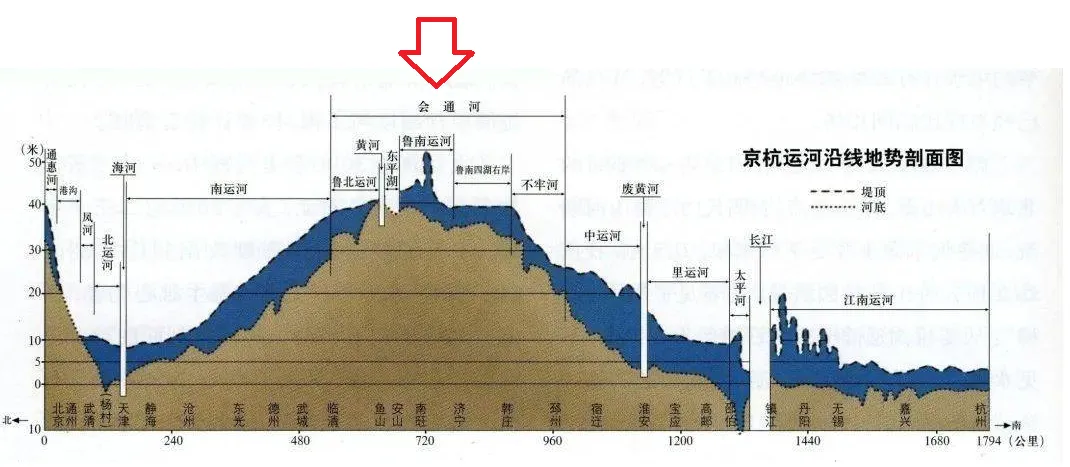 京杭运河沿线地势剖面图
堤顶
河底
会通河
黄河
东平湖
鲁南运河
鲁北运河
鲁南四湖右岸
不牢河
废黄河
中运河
长江
里运河
太平河
江南运河
海河
南运河
通惠河
港沟
凤河
北运河
(米)
50
40
30
20
10
5
0
10
北
北京
通州
武清
(杨村)
天津
静海
沧州
东光
德州
武城
临清
鱼山
安山
南旺
济宁
韩庄
邳州
宿迁
淮安
宝应
高邮
邵伯
镇江
丹阳
无锡
嘉兴
杭州
南
0
240
480
720
960
1200
1440
1680
1794 (公里)